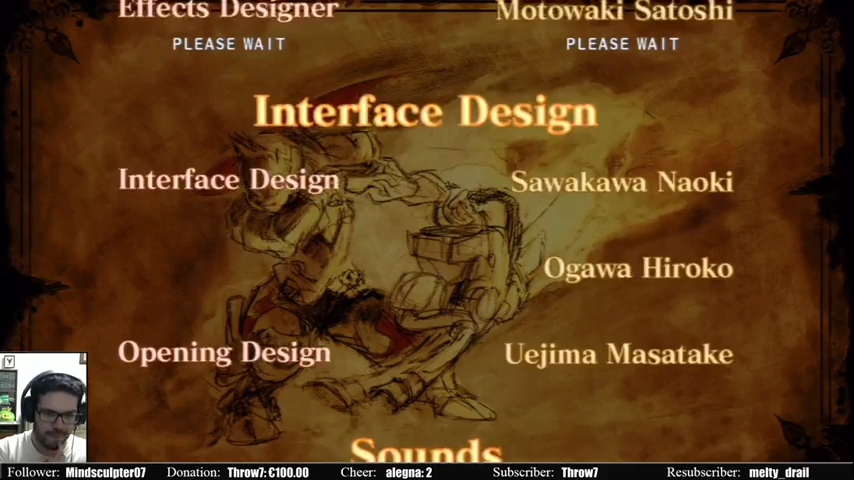 Effects Designer Motowaki Satoshi
PLEASE WAIT PLEASE WAIT
Interface Design
Interface Design Sawakawa Naoki
Ogawa Hiroko
Opening Design Uejima Masatake
Sounds
Y
Follower: Mindsculpter07 Donation: Throw7: €100.00 Cheer: alegna: 2 Subscriber: Throw7 Resubscriber: melty_drail